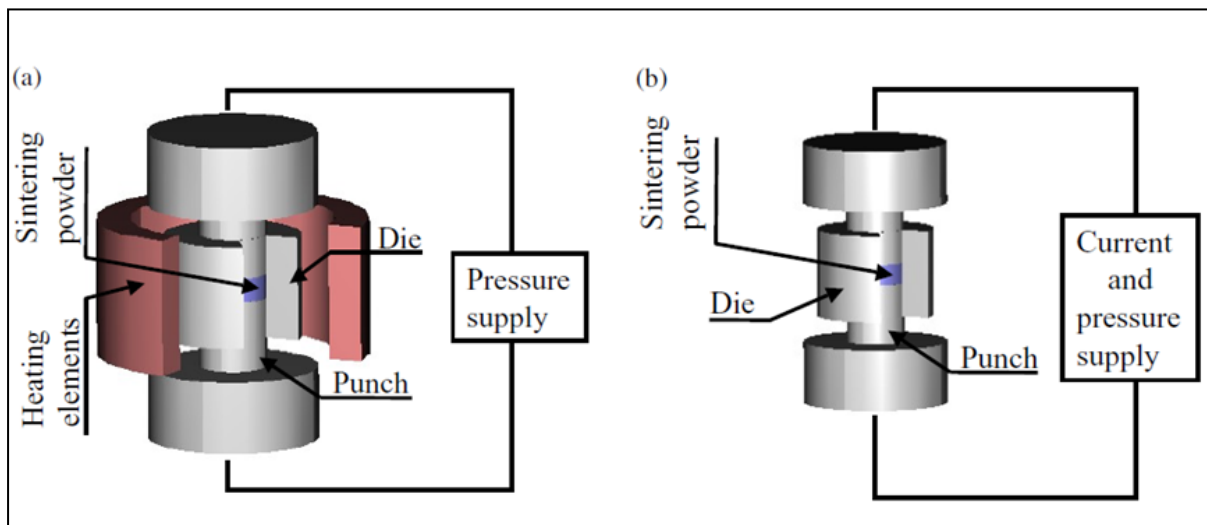 (a)
Sintering
powder
Heating
elements
Die
Punch
Pressure
supply
(b)
Sintering
powder
Die
Punch
Current
and
pressure
supply